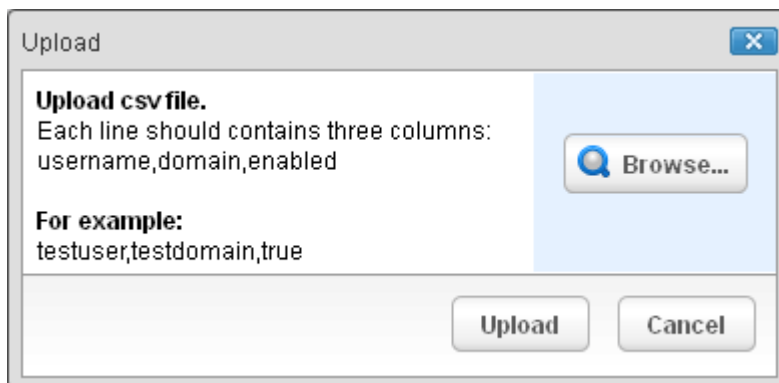 Upload
Upload csv file.
Each line should contains three columns:
username,domain,enabled
Browse...
For example:
testuser,testdomain,true
Upload
Cancel